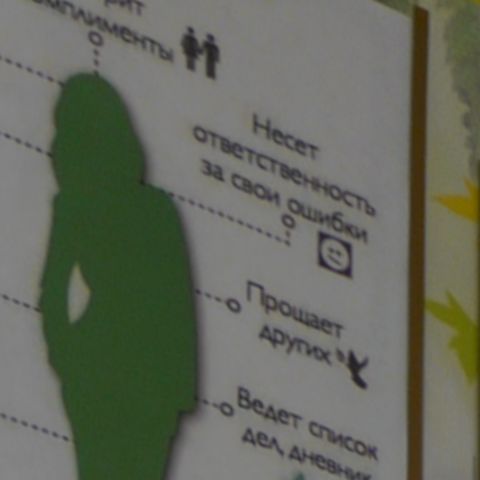 комплименты
Несет
ответственность
за свои ошибки
Прощает
других
Ведет список
дел, дневник